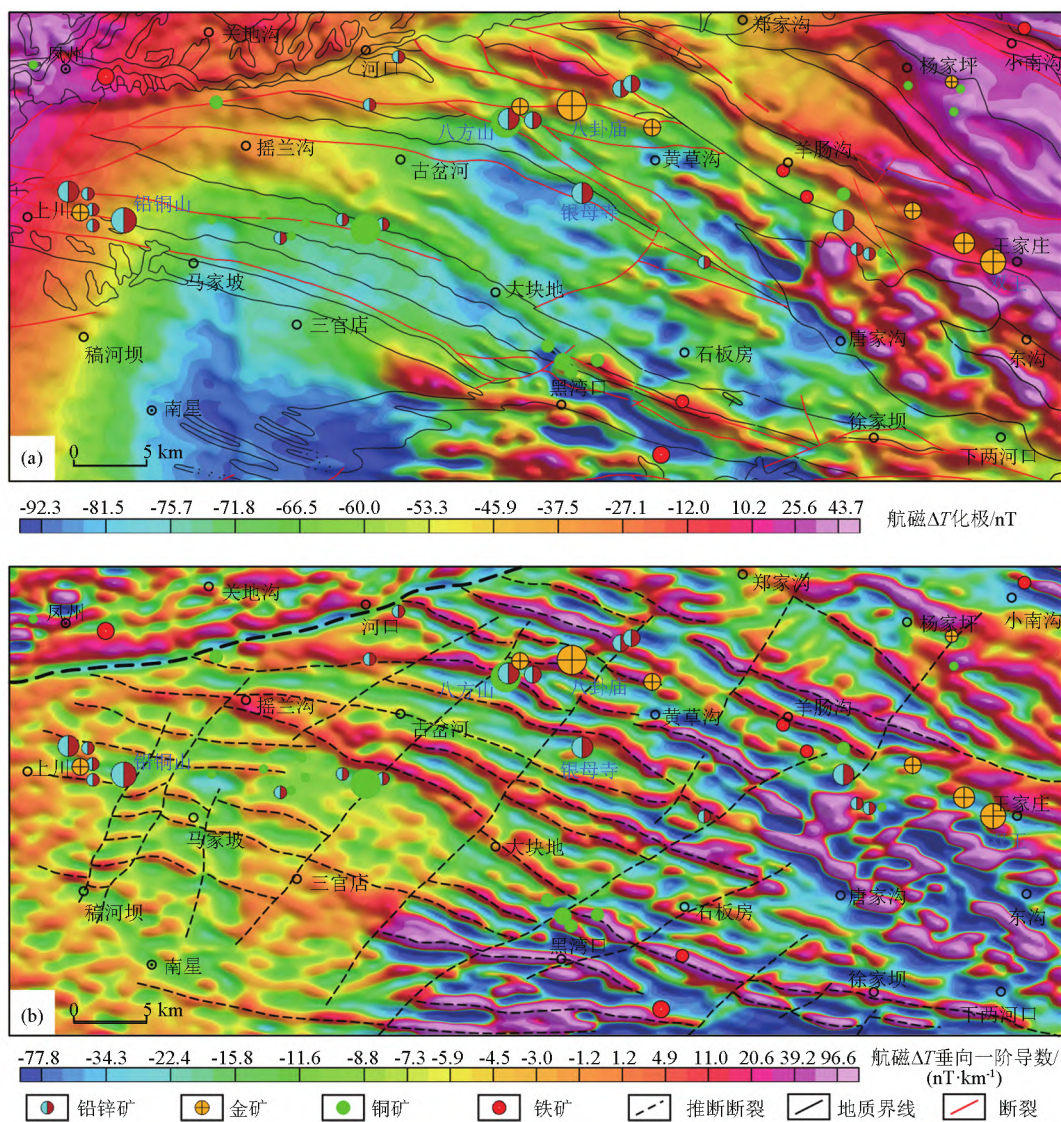 郑家沟
关地沟
凤州
河口
杨家坪
小南沟
八方山
八卦庙
摇兰沟
古岔河
黄草沟
羊肠沟
上川
铅铜山
银母寺
王家庄
马家坡
大块地
三官店
稿河坝
石板房
唐家沟
东沟
南星
黑湾口
徐家坝
下两河口
(a)
0 5 km
-92.3 -81.5 -75.7 -71.8 -66.5 -60.0 -53.3 -45.9 -37.5 -27.1 -12.0 10.2 25.6 43.7
航磁ΔT化极/nT
郑家沟
关地沟
凤州
河口
杨家坪
小南沟
八方山
八卦庙
摇兰沟
古岔河
黄草沟
羊肠沟
上川
铅铜山
银母寺
王家庄
马家坡
大块地
三官店
稿河坝
石板房
唐家沟
东沟
南星
黑湾口
徐家坝
下两河口
(b)
0 5 km
-77.8 -34.3 -22.4 -15.8 -11.6 -8.8 -7.3 -5.9 -4.5 -3.0 -1.2 1.2 4.9 11.0 20.6 39.2 96.6
航磁ΔT垂向一阶导数/
(nT·km⁻¹)
铅锌矿 金矿 铜矿 铁矿 推断断裂 地质界线 断裂